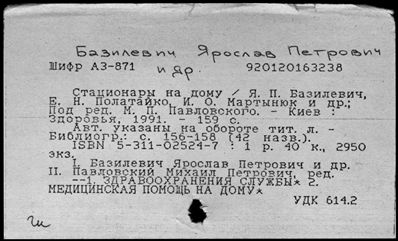 Базилевич Ярослав Петрович
и др.
Шифр А3-871 920120163238
Стационары на дому / Я. П. Базилевич,
Е. Н. Полатайко, И. О. Мартынюк и др.;
Под ред. М. П. Павловского. - Киев :
Здоровья, 1991. - 159 с.
Авт. указаны на обороте тит. л. -
Библиогр.: с. 156-158 (42 назв.).
ISBN 5-311-02524-7 : 1 р. 40 к., 2950
экз.
I. Базилевич Ярослав Петрович и др.
II. Павловский Михаил Петрович, ред.
--1. ЗДРАВООХРАНЕНИЯ СЛУЖБЫ* 2.
МЕДИЦИНСКАЯ ПОМОЩЬ НА ДОМУ*
УДК 614.2